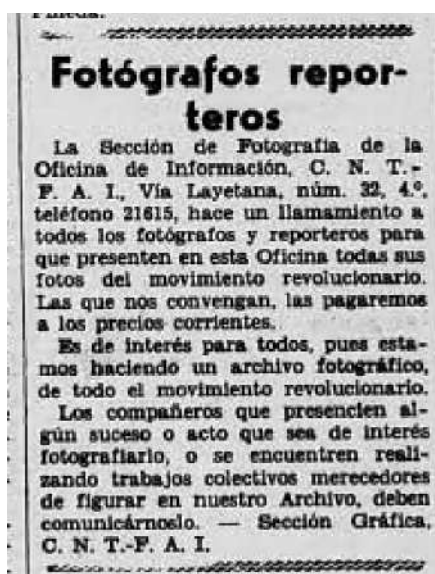 Pineda.
Fotógrafos repor-
teros
La Sección de Fotografía de la
Oficina de Información, C. N. T.-
F. A. I., Vía Layetana, núm. 32, 4.º,
teléfono 21615, hace un llamamiento a
todos los fotógrafos y reporteros para
que presenten en esta Oficina todas sus
fotos del movimiento revolucionario.
Las que nos convengan, las pagaremos
a los precios corrientes.
Es de interés para todos, pues esta-
mos haciendo un archivo fotográfico,
de todo el movimiento revolucionario.
Los compañeros que presencien al-
gún suceso o acto que sea de interés
fotografiarlo, o se encuentren reali-
zando trabajos colectivos merecedores
de figurar en nuestro Archivo, deben
comunicárnoslo. — Sección Gráfica,
C. N. T.-F. A. I.